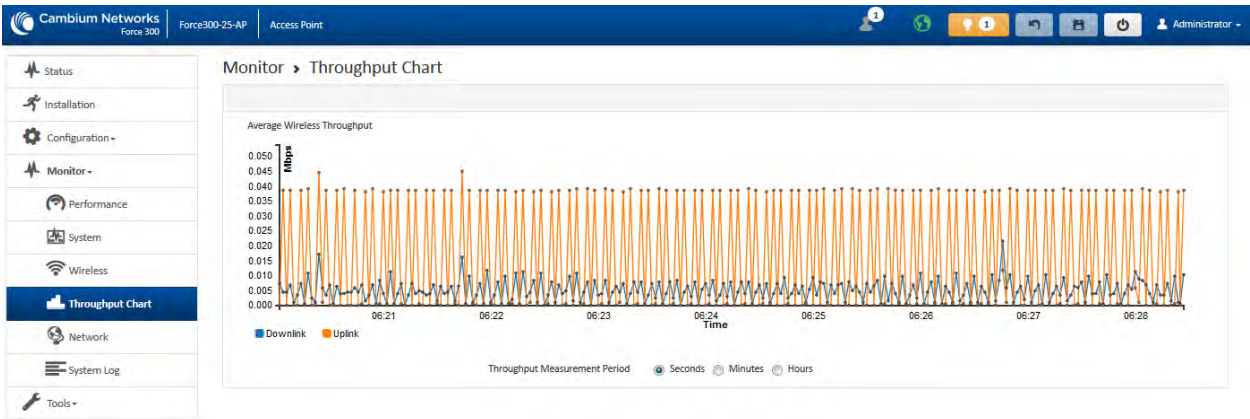 Cambium Networks
Force 300
Force300-25-AP
Access Point
1
1
Administrator
Status
Installation
Configuration
Monitor
Performance
System
Wireless
Throughput Chart
Network
System Log
Tools
Monitor > Throughput Chart
Average Wireless Throughput
Mbps
0.050
0.045
0.040
0.035
0.030
0.025
0.020
0.015
0.010
0.005
0.000
06:21 06:22 06:23 06:24 06:25 06:26 06:27 06:28
Time
Downlink Uplink
Throughput Measurement Period Seconds Minutes Hours